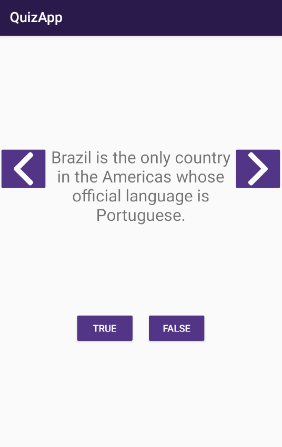 QuizApp
Brazil is the only country
in the Americas whose
official language is
Portuguese.
TRUE
FALSE